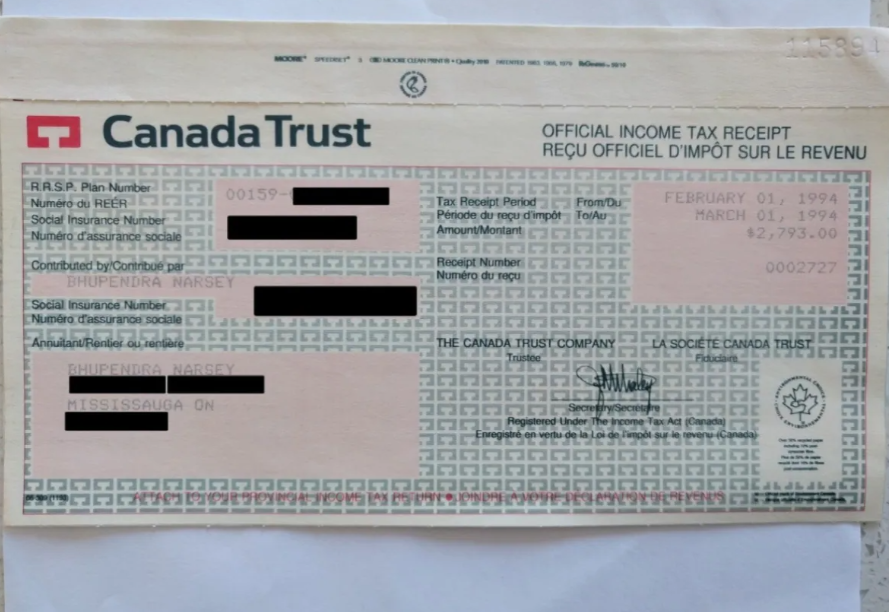 115894
MOORE® SPEEDISET®
Canada Trust
OFFICIAL INCOME TAX RECEIPT
REÇU OFFICIEL D'IMPÔT SUR LE REVENU
R.R.S.P. Plan Number
Numéro du REÉR
00159-
Social Insurance Number
Numéro d'assurance sociale
Tax Receipt Period From/Du FEBRUARY 01, 1994
Période du reçu d'impôt To/Au MARCH 01, 1994
Amount/Montant $2,793.00
Contributed by/Contribué par
BHUPENDRA NARSEY
Receipt Number
Numéro du reçu
0002727
Social Insurance Number
Numéro d'assurance sociale
Annuitant/Rentier ou rentière
BHUPENDRA NARSEY
MISSISSAUGA ON
THE CANADA TRUST COMPANY LA SOCIÉTÉ CANADA TRUST
Trustee Fiduciaire
Secretary/Secrétaire
Registered Under The Income Tax Act (Canada)
Enregistré en vertu de la Loi de l'impôt sur le revenu (Canada)
ATTACH TO YOUR PROVINCIAL INCOME TAX RETURN ● JOINDRE À VOTRE DÉCLARATION DE REVENUS